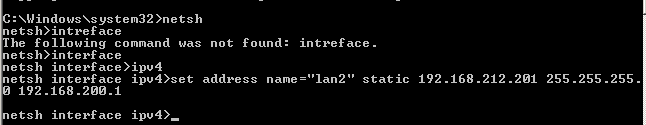 C:\Windows\system32>netsh
netsh>intreface
The following command was not found: intreface.
netsh>interface
netsh interface>ipv4
netsh interface ipv4>set address name="lan2" static 192.168.212.201 255.255.255.
0 192.168.200.1
netsh interface ipv4>_